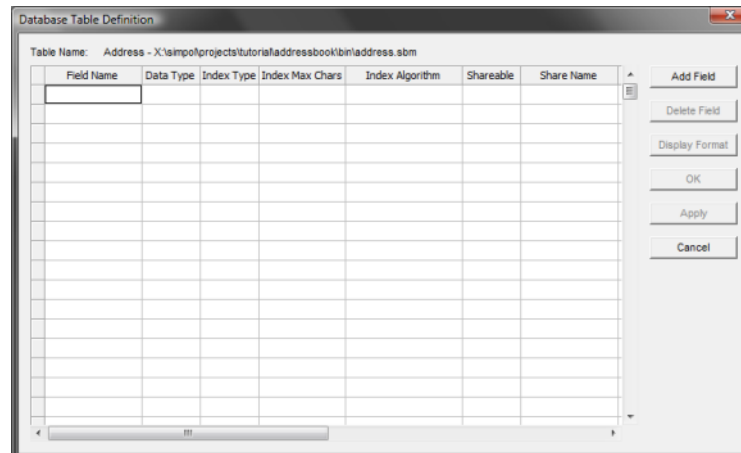 Database Table Definition
Table Name: Address - X:\simpol\projects\tutorial\addressbook\bin\address.sbm
Field Name Data Type Index Type Index Max Chars Index Algorithm Shareable Share Name
Add Field
Delete Field
Display Format
OK
Apply
Cancel